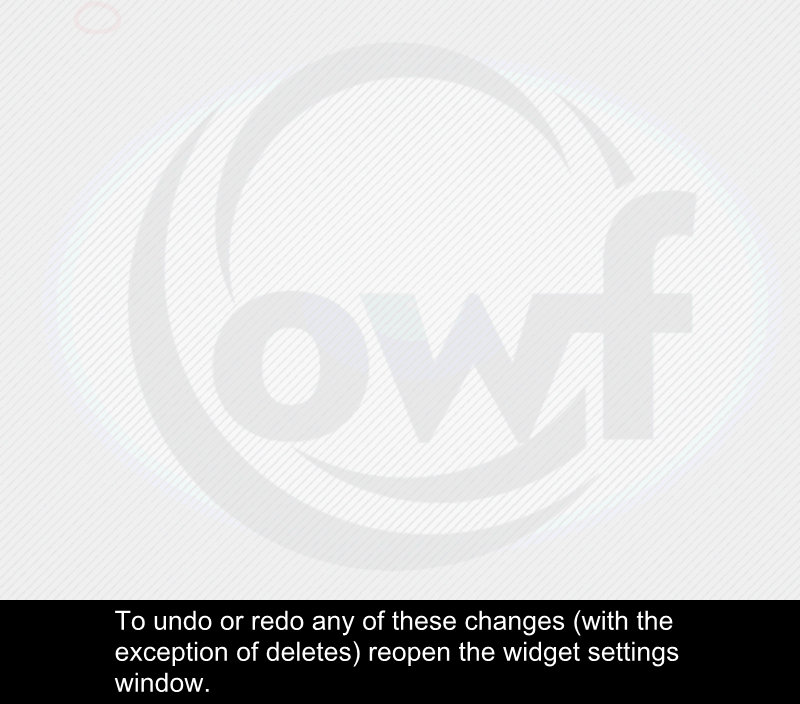 owf
To undo or redo any of these changes (with the
exception of deletes) reopen the widget settings
window.